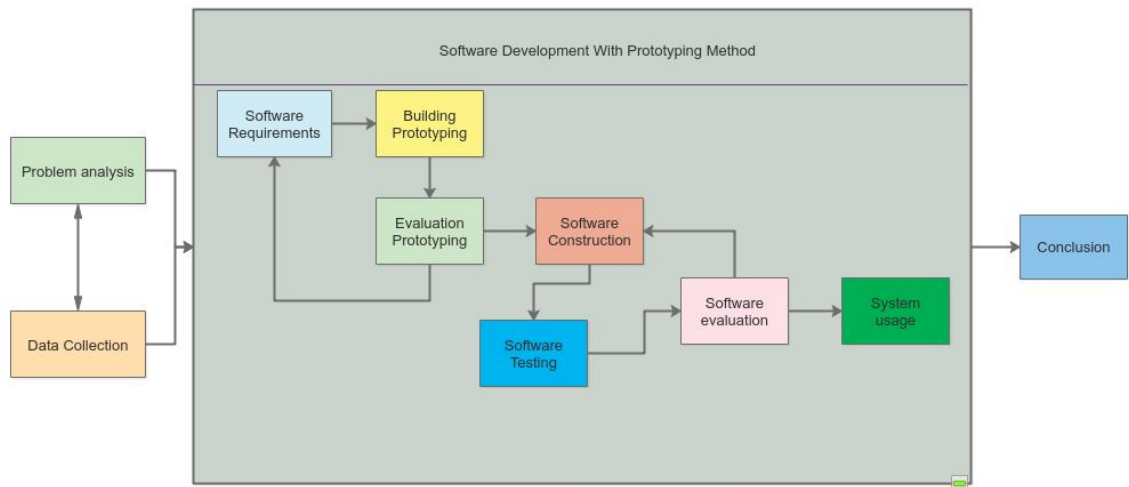 Software Development With Prototyping Method
Software
Requirements
Building
Prototyping
Problem analysis
Evaluation
Prototyping
Software
Construction
Conclusion
Data Collection
Software
evaluation
System
usage
Software
Testing